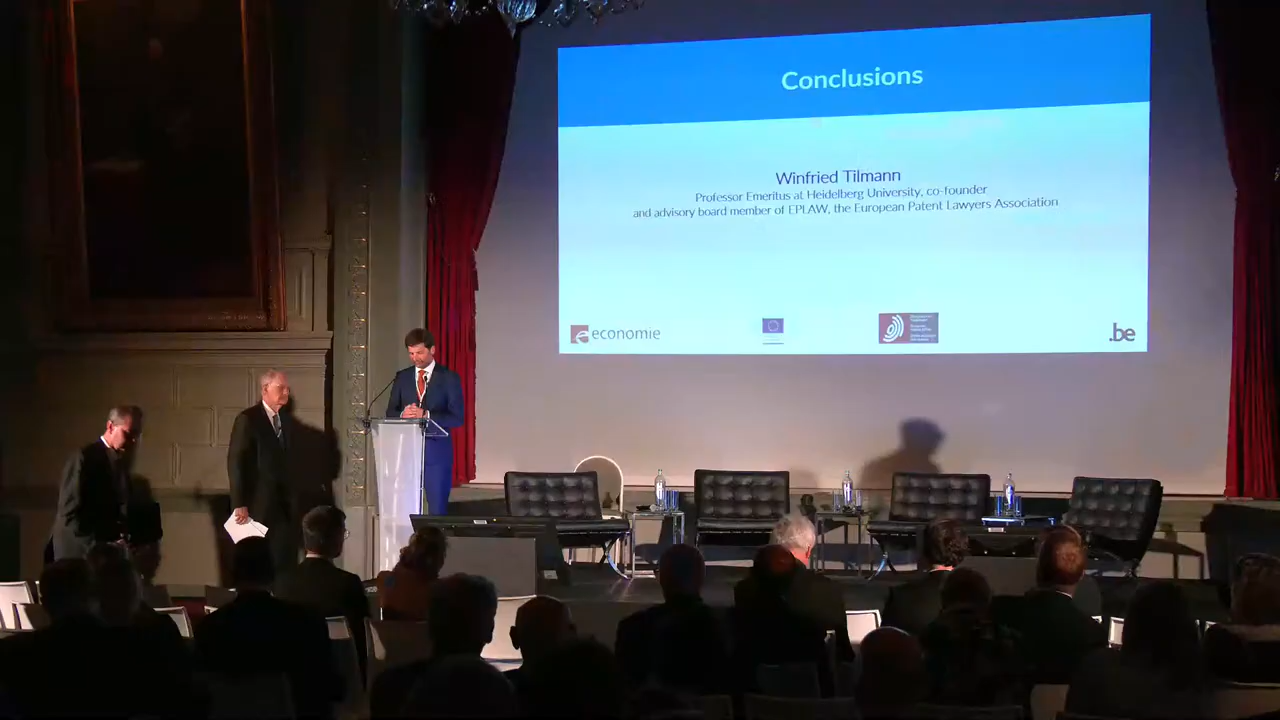 Conclusions
Winfried Tilmann
Professor Emeritus at Heidelberg University, co-founder
and advisory board member of EPLAW, the European Patent Lawyers Association
economie
.be